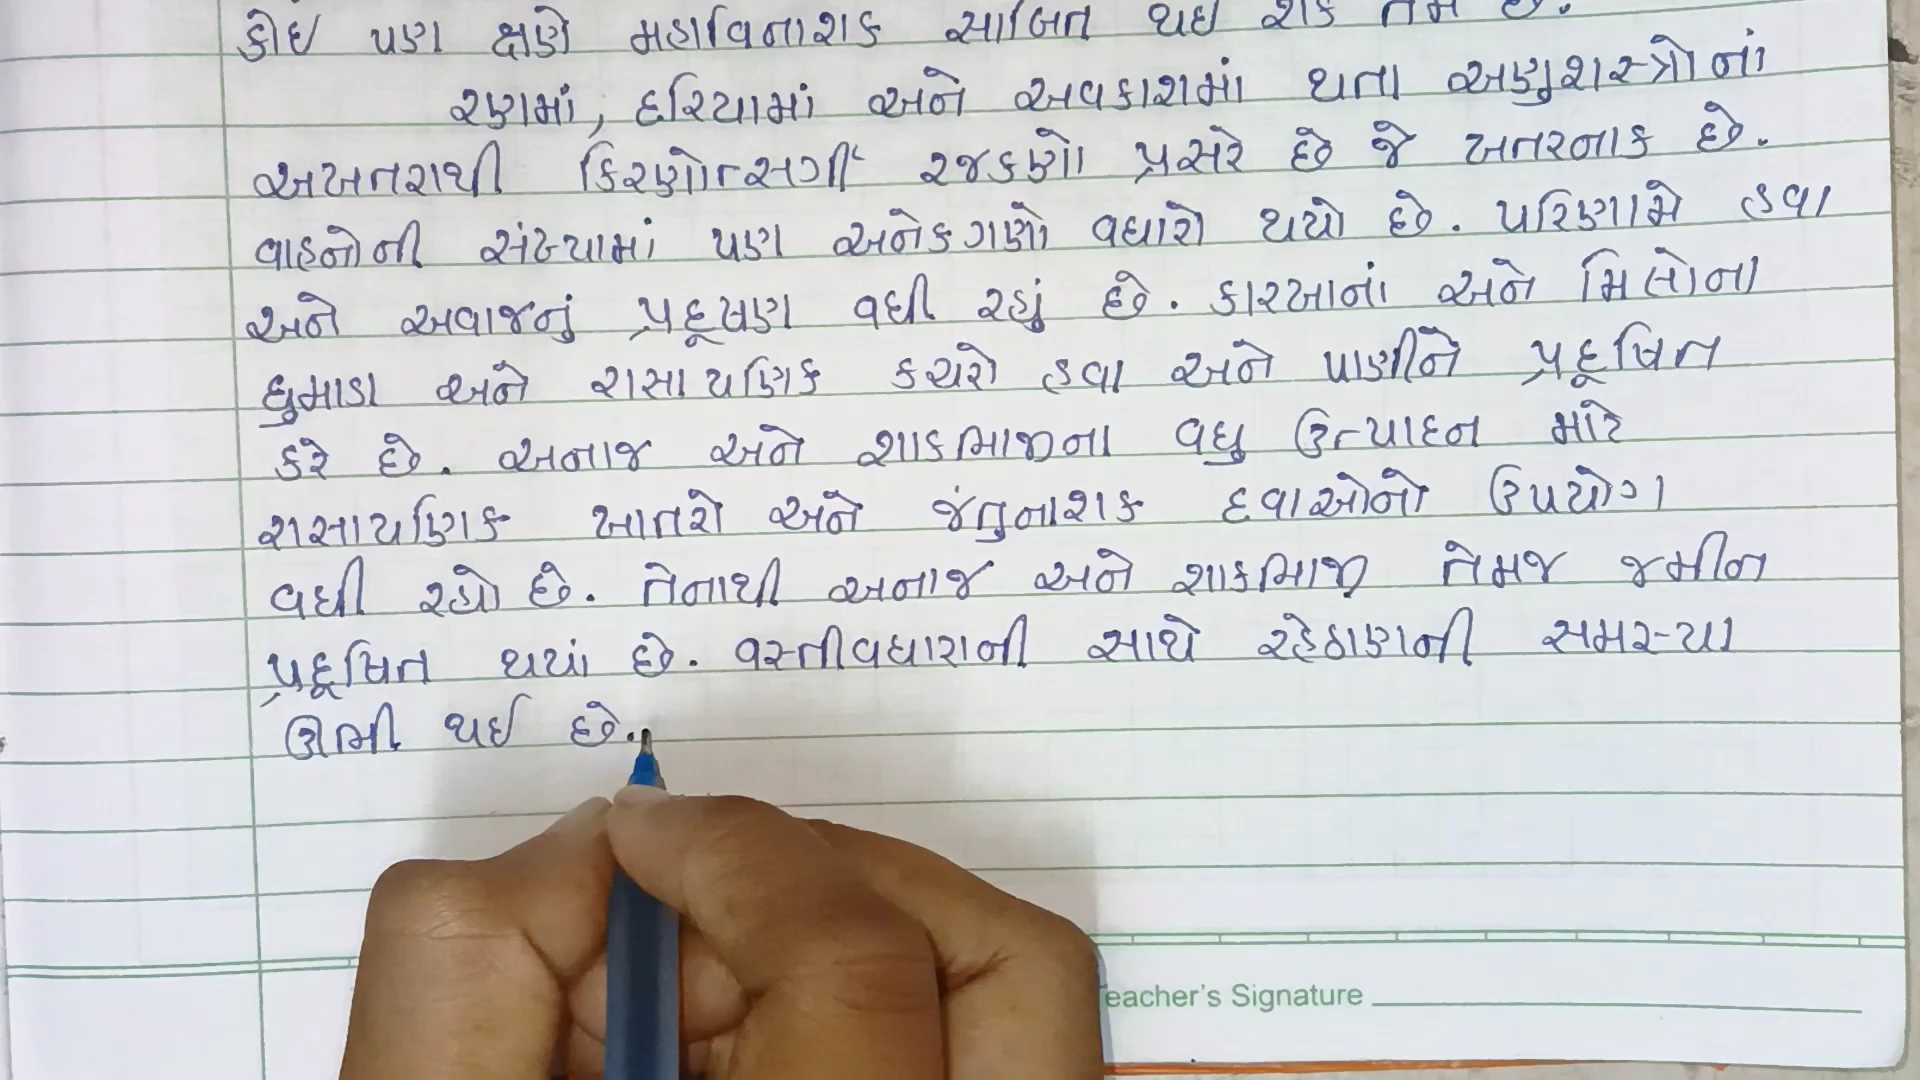 કોઇ પણ ક્ષણે મહાવિનાશક સાબિત થઇ શકે તેમ છે.
રણમાં, દરિયામાં અને અવકાશમાં થતા અણુશસ્ત્રોનાં
અખતરાથી કિરણોત્સર્ગી રજકણો પ્રસરે છે જે ખતરનાક છે.
વાહનોની સંખ્યામાં પણ અનેકગણો વધારો થયો છે. પરિણામે હવા
અને અવાજનું પ્રદૂષણ વધી રહ્યું છે. કારખાનાં અને મિલોના
ધુમાડા અને રાસાયણિક કચરો હવા અને પાણીને પ્રદૂષિત
કરે છે. અનાજ અને શાકભાજીના વધુ ઉત્પાદન માટે
રાસાયણિક ખાતરો અને જંતુનાશક દવાઓનો ઉપયોગ
વધી રહ્યો છે. તેનાથી અનાજ અને શાકભાજી તેમજ જમીન
પ્રદૂષિત થયાં છે. વસ્તીવધારાની સાથે રહેઠાણની સમસ્યા
ઊભી થઈ છે.
eacher's Signature